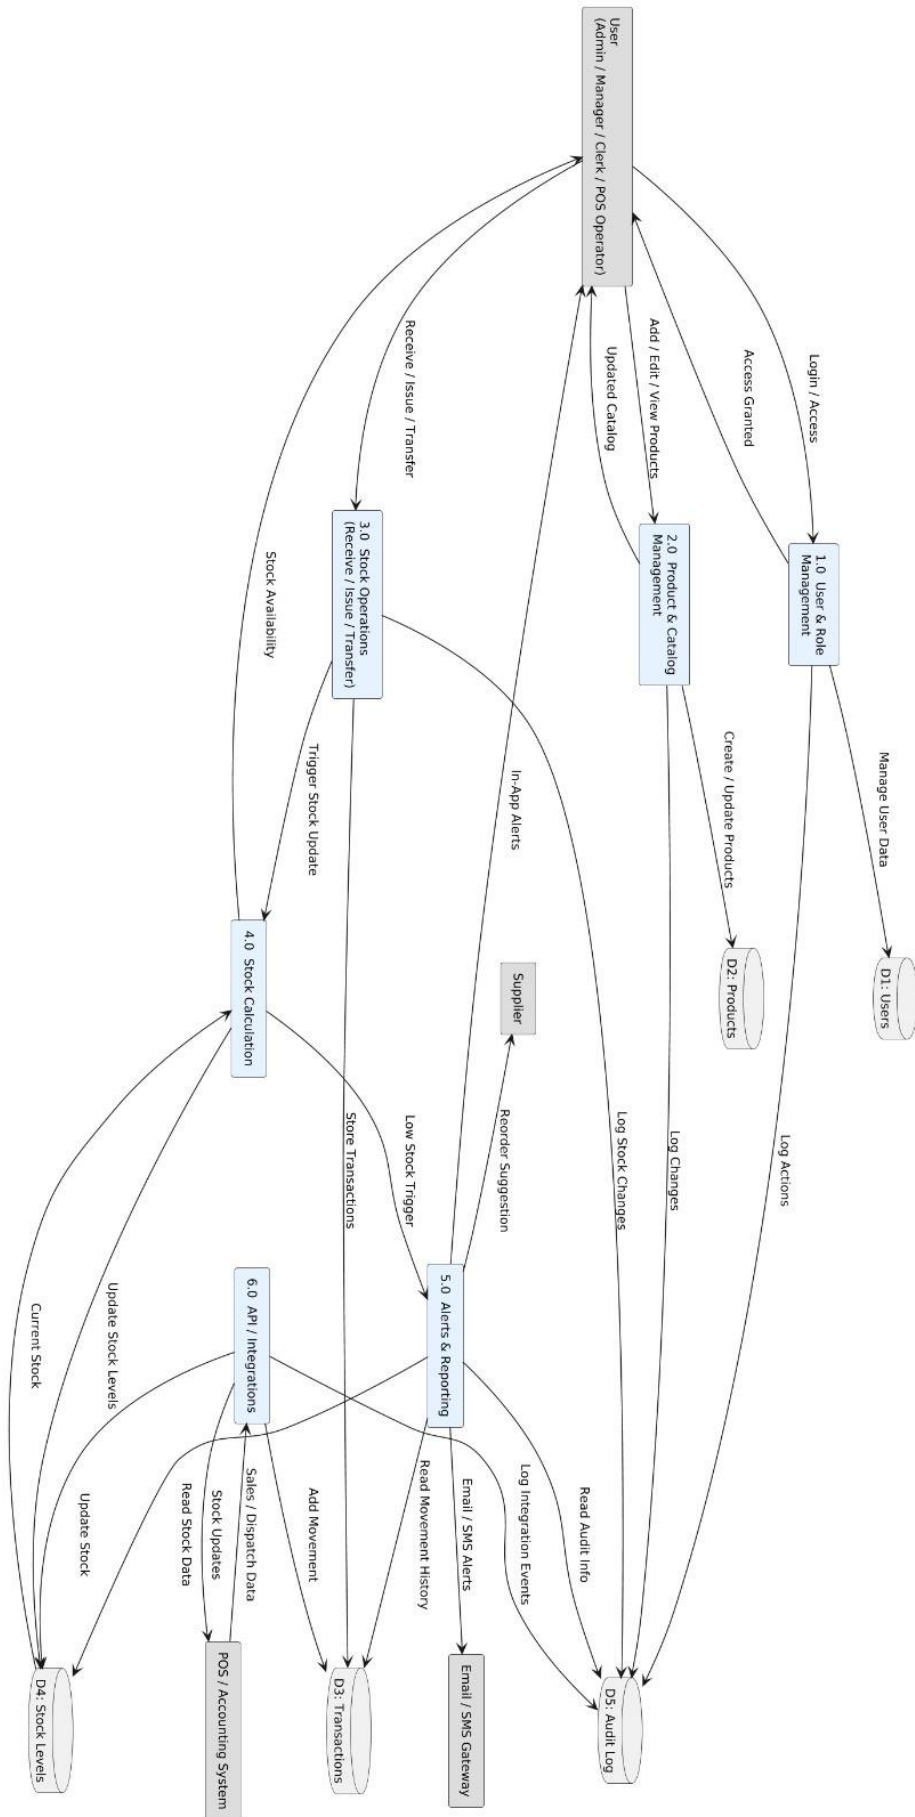 User
(Admin / Manager / Clerk / POS Operator)
Login / Access
Access Granted
Add / Edit / View Products
Updated Catalog
Receive / Issue / Transfer
Stock Availability
1.0 User & Role
Management
2.0 Product & Catalog
Management
3.0 Stock Operations
(Receive / Issue / Transfer)
Manage User Data
Create / Update Products
In-App Alerts
Trigger Stock Update
D1: Users
D2: Products
Supplier
4.0 Stock Calculation
Log Actions
Log Changes
Log Stock Changes
Reorder Suggestion
Low Stock Trigger
Store Transactions
Update Stock Levels
Current Stock
5.0 Alerts & Reporting
6.0 API / Integrations
Read Audit Info
Log Integration Events
Email / SMS Alerts
Read Movement History
Add Movement
Sales / Dispatch Data
Stock Updates
Read Stock Data
Update Stock
D5: Audit Log
Email / SMS Gateway
D3: Transactions
POS / Accounting System
D4: Stock Levels